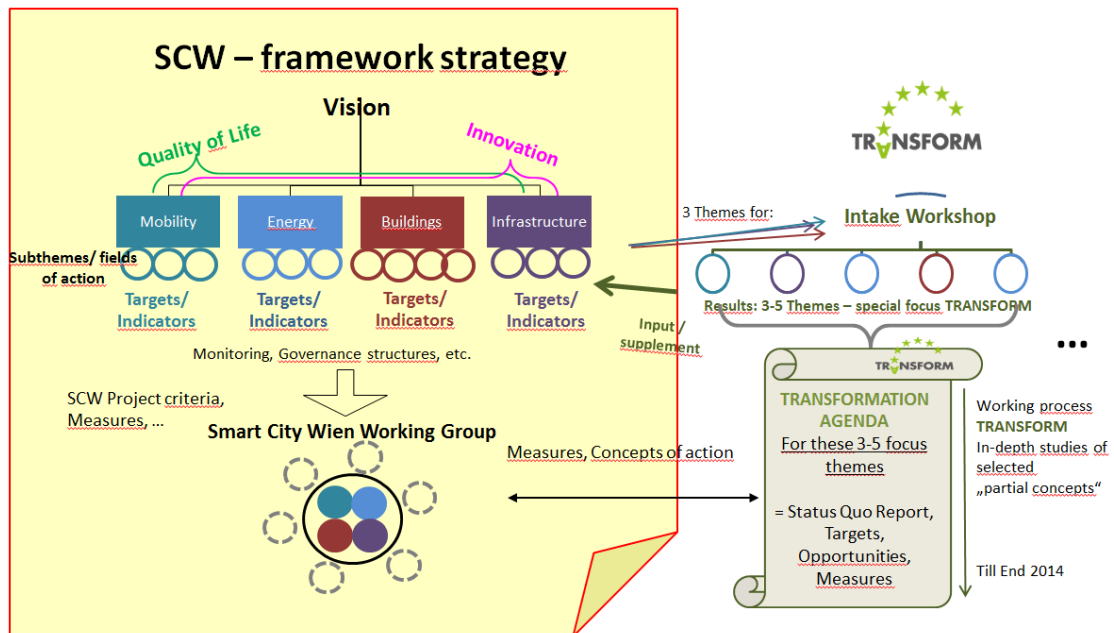 SCW – framework strategy
Vision
Quality of Life
Innovation
Mobility
Energy
Buildings
Infrastructure
Subthemes/ fields
of action
Targets/
Indicators
Targets/
Indicators
Targets/
Indicators
Targets/
Indicators
Monitoring, Governance structures, etc.
SCW Project criteria,
Measures, ...
Smart City Wien Working Group
Measures, Concepts of action
3 Themes for:
Input /
supplement
TRANSFORM
Intake Workshop
Results: 3-5 Themes – special focus TRANSFORM
...
TRANSFORM
TRANSFORMATION
AGENDA
For these 3-5 focus
themes
= Status Quo Report,
Targets,
Opportunities,
Measures
Working process
TRANSFORM
In-depth studies of
selected
„partial concepts“
Till End 2014